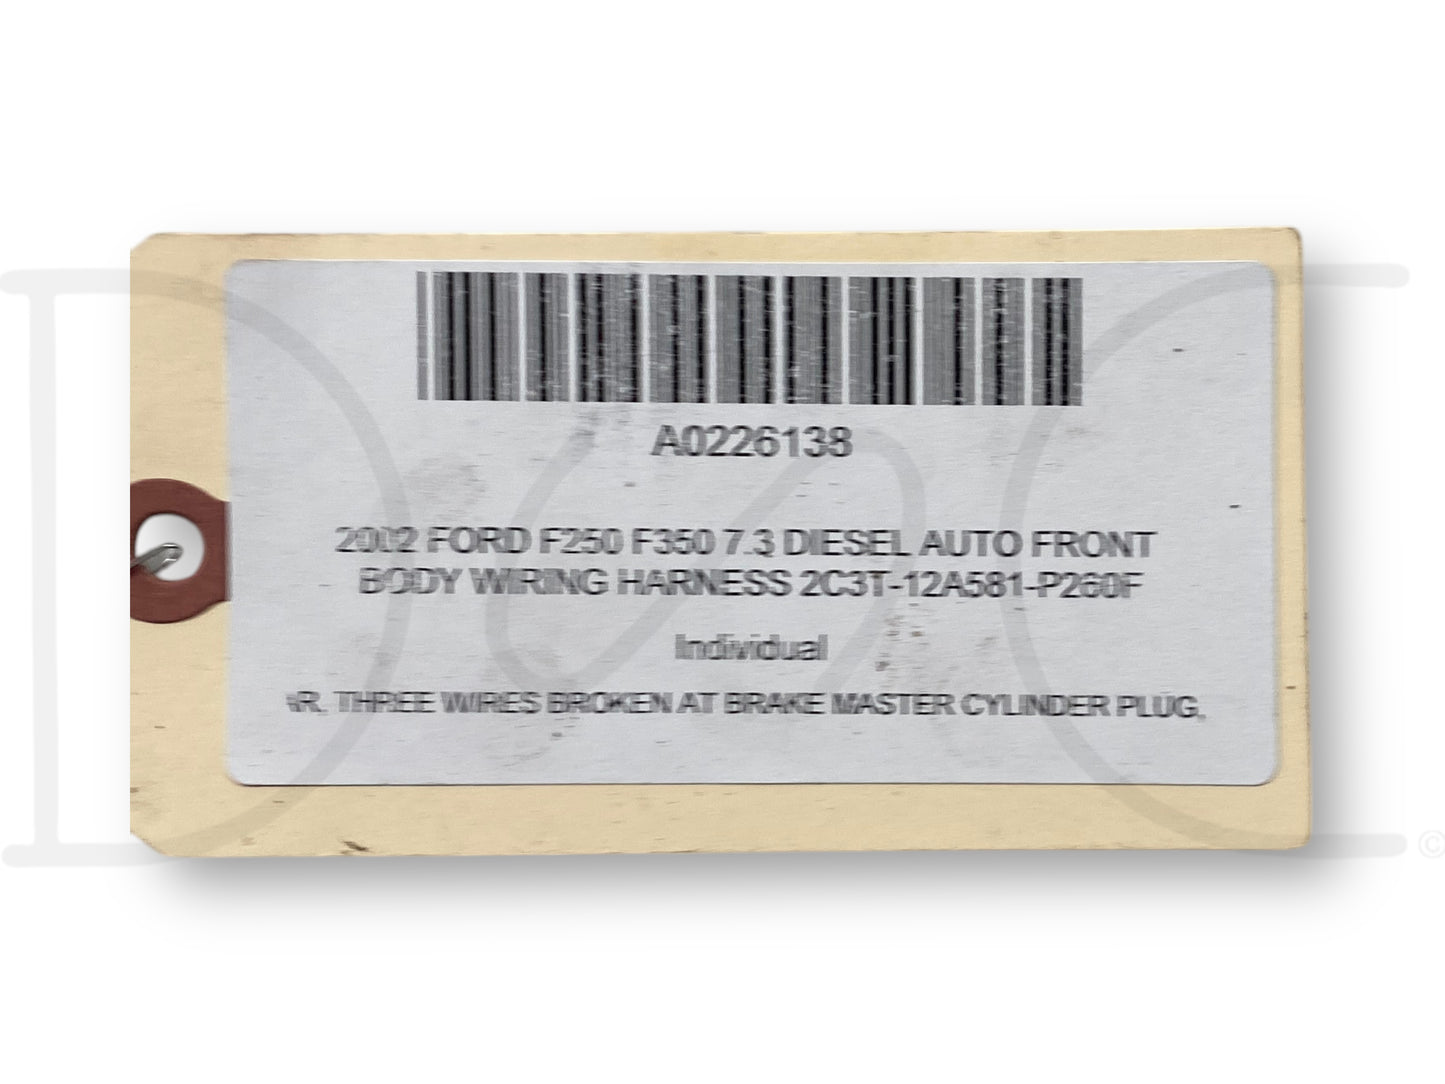 A0226138
2002 FORD F250 F350 7.3 DIESEL AUTO FRONT
BODY WIRING HARNESS 2C3T-12A581-P260F
Individual
THREE WIRES BROKEN AT BRAKE MASTER CYLINDER PLUG,
©